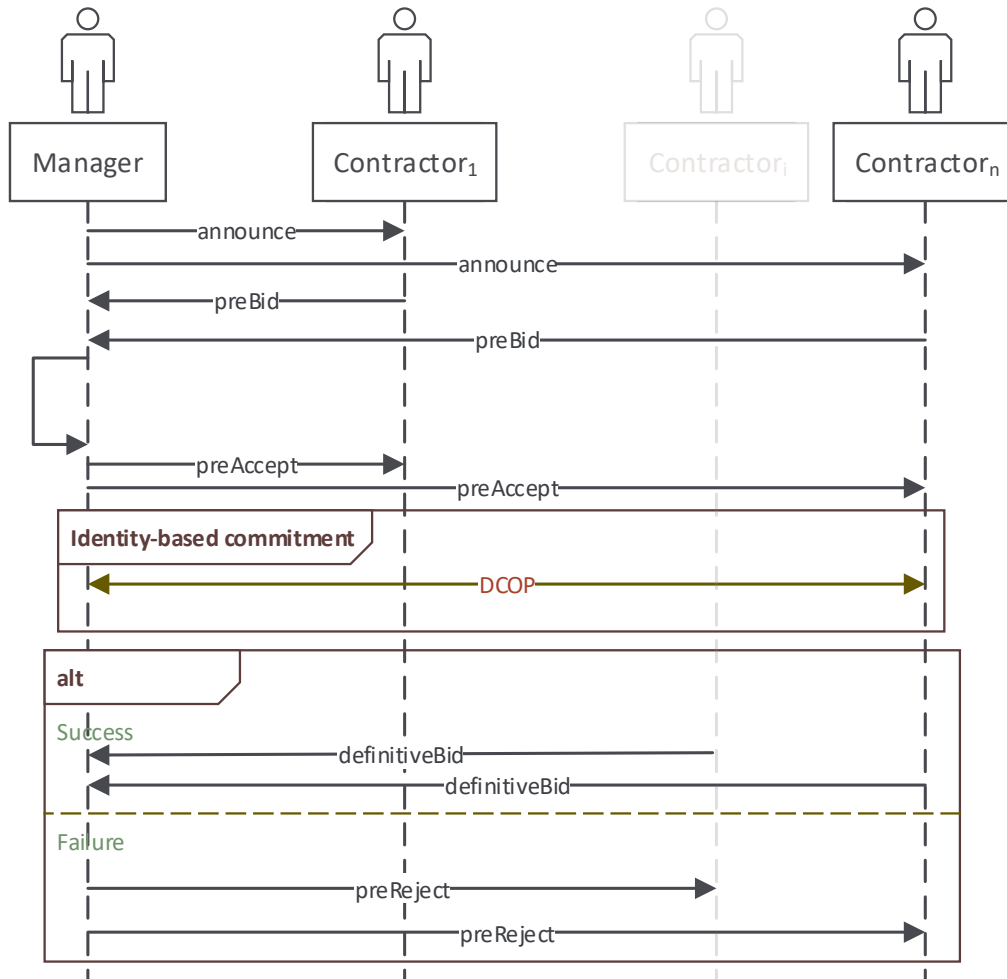 Manager
Contractor₁
Contractorᵢ
Contractorₙ
announce
announce
preBid
preBid
preAccept
preAccept
Identity-based commitment
DCOP
alt
Success
definitiveBid
definitiveBid
Failure
preReject
preReject